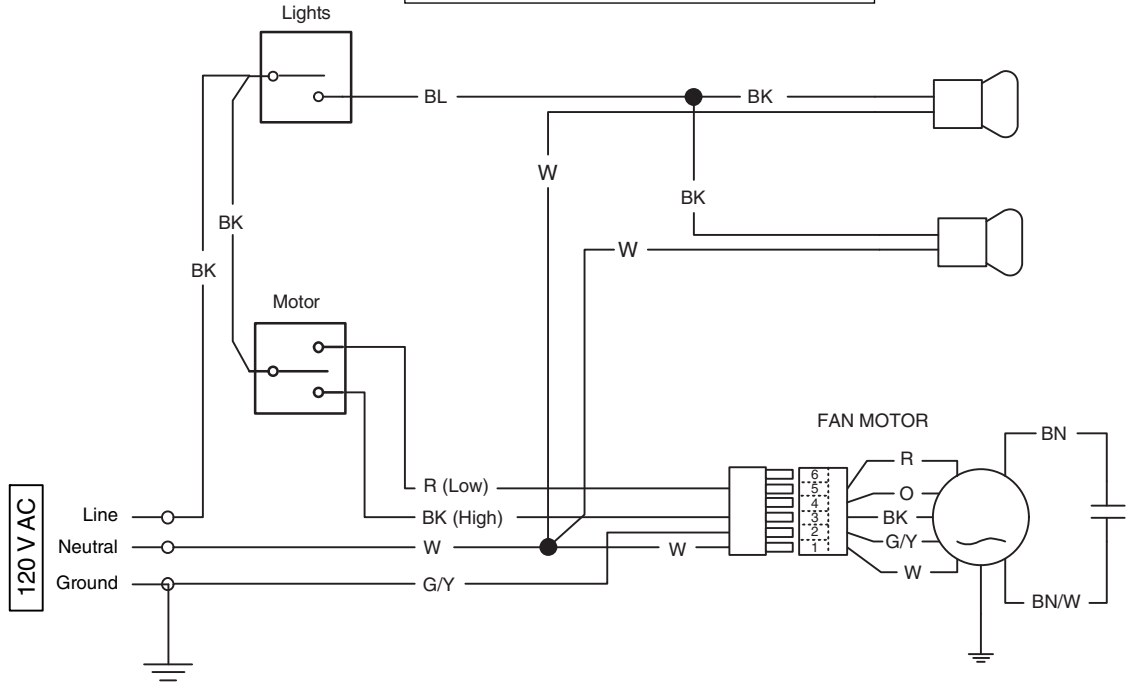 Lights
BL
BK
W
BK
W
BK
BK
Motor
FAN MOTOR
R
BN
6
5
O
4
R (Low)
BK (High)
3
BK
2
G/Y
1
W
120 V AC
Line
Neutral
W
W
Ground
G/Y
BN/W